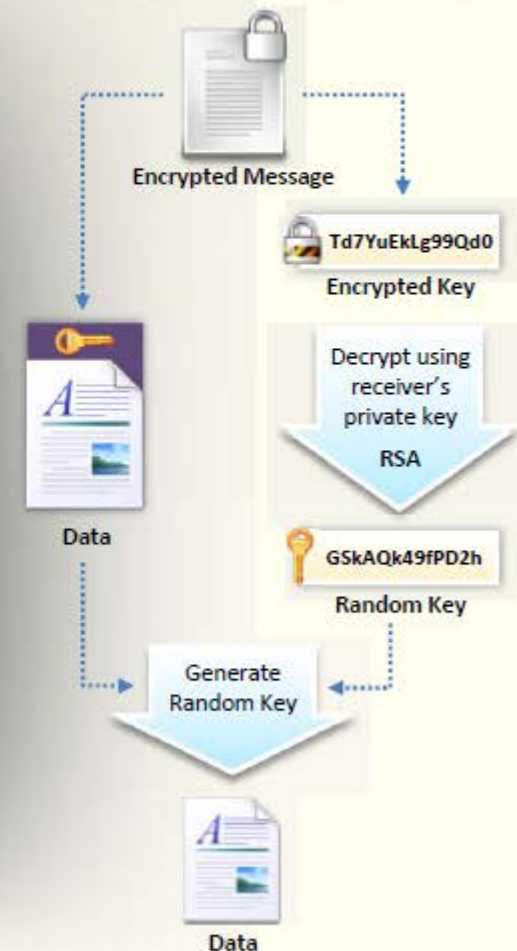 Encrypted Message
Td7YuEkLg99Qd0
Encrypted Key
Decrypt using
receiver's
private key
RSA
A
Data
GSkAQk49fPD2h
Random Key
Generate
Random Key
A
Data